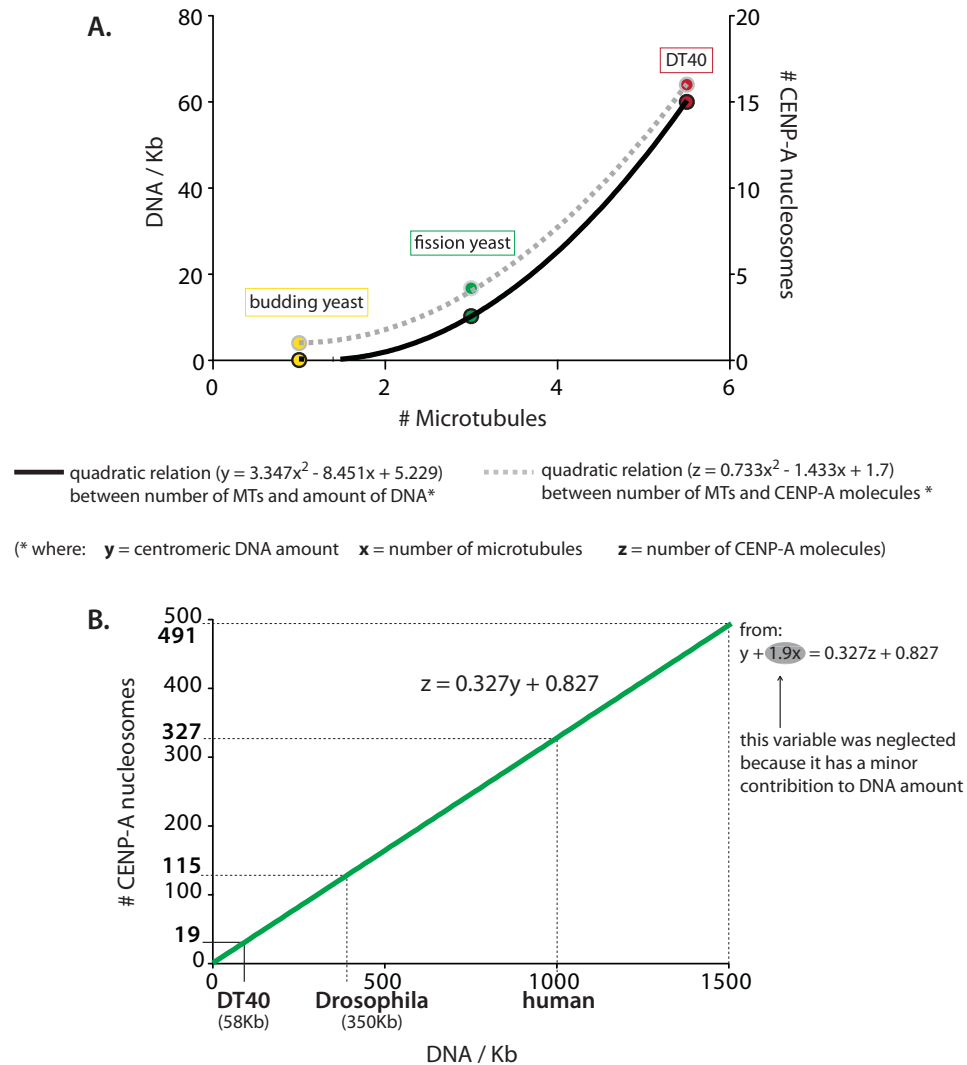 A.
80
60
40
20
0
DNA / Kb
20
15
10
5
0
# CENP-A nucleosomes
DT40
fission yeast
budding yeast
0 2 4 6
# Microtubules
quadratic relation (y = 3.347x² - 8.451x + 5.229)
between number of MTs and amount of DNA*
quadratic relation (z = 0.733x² - 1.433x + 1.7)
between number of MTs and CENP-A molecules *
(* where: y = centromeric DNA amount x = number of microtubules z = number of CENP-A molecules)
B.
500
491
400
327
300
200
115
100
19
0
# CENP-A nucleosomes
z = 0.327y + 0.827
from:
y + 1.9x = 0.327z + 0.827
this variable was neglected
because it has a minor
contribition to DNA amount
0 500 1000 1500
DT40 Drosophila human
(58Kb) (350Kb)
DNA / Kb